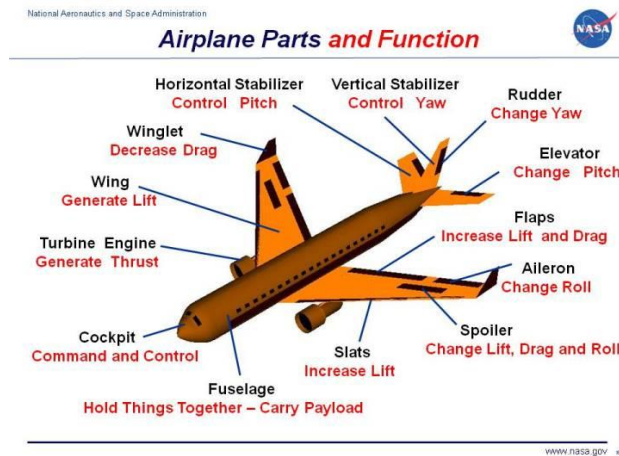 National Aeronautics and Space Administration
NASA
Airplane Parts and Function
Horizontal Stabilizer
Control Pitch
Vertical Stabilizer
Control Yaw
Rudder
Change Yaw
Winglet
Decrease Drag
Elevator
Change Pitch
Wing
Generate Lift
Flaps
Increase Lift and Drag
Turbine Engine
Generate Thrust
Aileron
Change Roll
Cockpit
Command and Control
Spoiler
Change Lift, Drag and Roll
Slats
Increase Lift
Fuselage
Hold Things Together – Carry Payload
www.nasa.gov